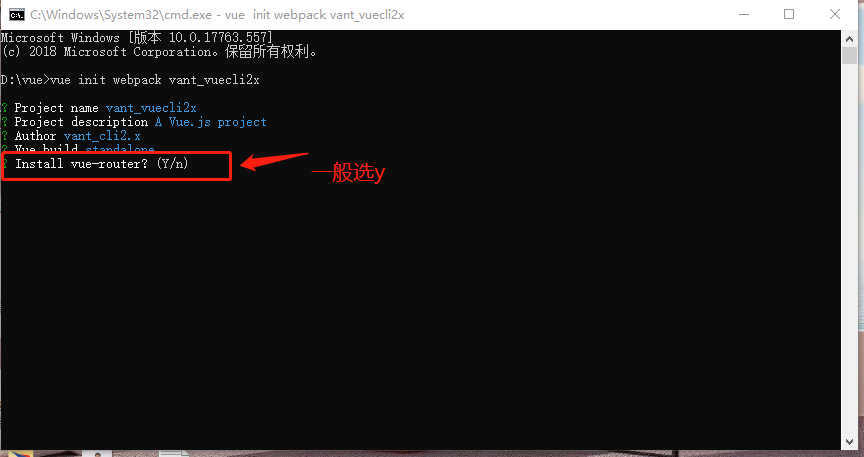 C:\Windows\System32\cmd.exe - vue  init webpack vant_vuecli2x
Microsoft Windows [版本 10.0.17763.557]
(c) 2018 Microsoft Corporation。保留所有权利。
D:\vue>vue init webpack vant_vuecli2x
? Project name vant_vuecli2x
? Project description A Vue.js project
? Author vant_cli2.x
? Vue build standalone
? Install vue-router? (Y/n)
一般选y